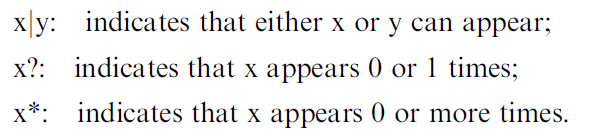 x|y: indicates that either x or y can appear;
x?: indicates that x appears 0 or 1 times;
x*: indicates that x appears 0 or more times.